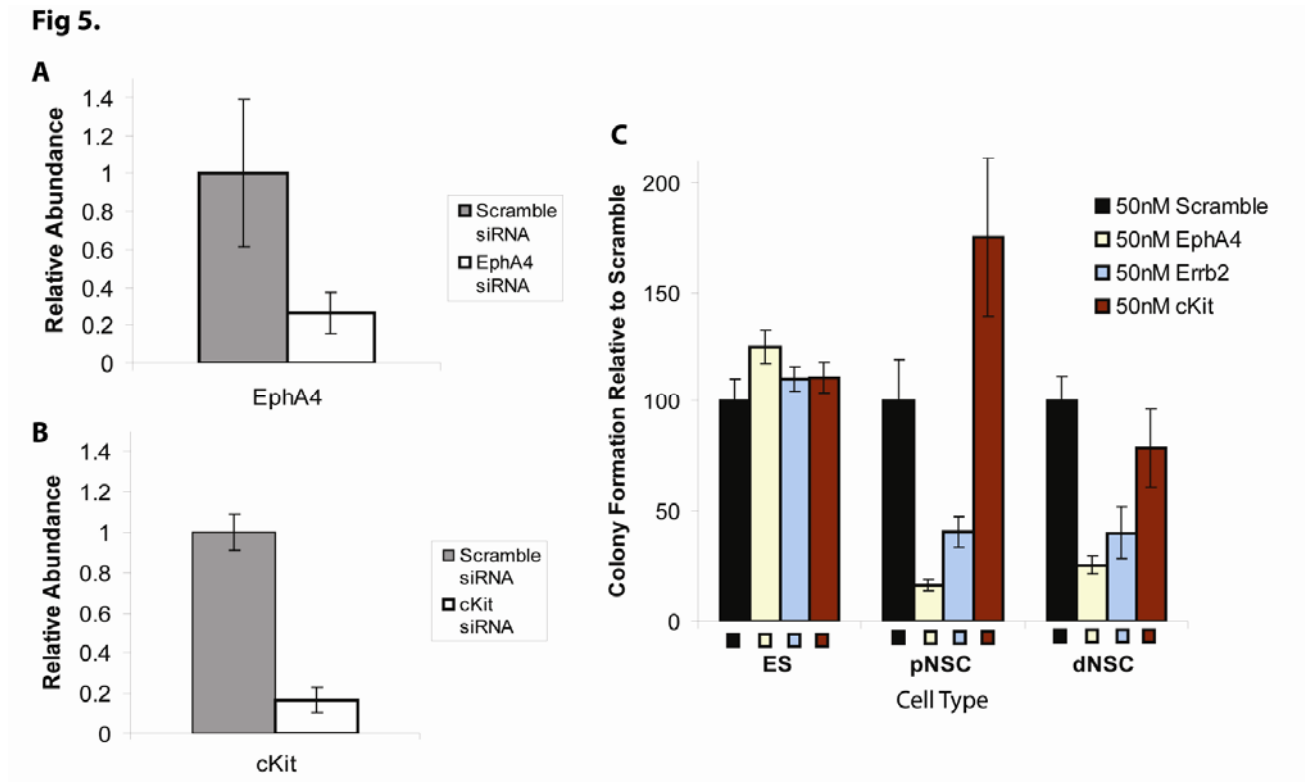 Fig 5.
A
Relative Abundance
1.4
1.2
1
0.8
0.6
0.4
0.2
0
EphA4
Scramble
siRNA
EphA4
siRNA
B
Relative Abundance
1.4
1.2
1
0.8
0.6
0.4
0.2
0
cKit
Scramble
siRNA
cKit
siRNA
C
Colony Formation Relative to Scramble
200
150
100
50
0
ES
pNSC
dNSC
Cell Type
50nM Scramble
50nM EphA4
50nM Errb2
50nM cKit